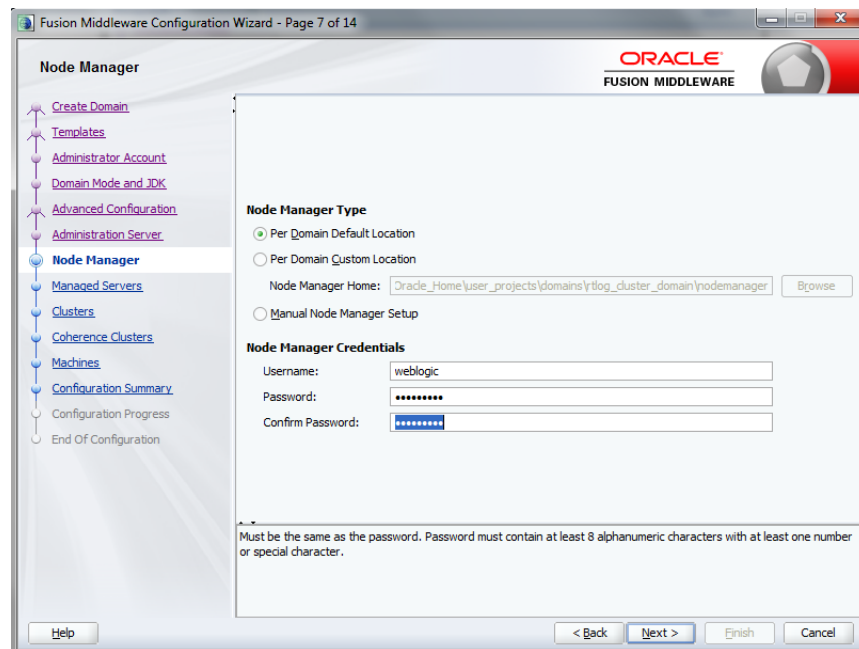 Fusion Middleware Configuration Wizard - Page 7 of 14
Node Manager
ORACLE
FUSION MIDDLEWARE
Create Domain
Templates
Administrator Account
Domain Mode and JDK
Advanced Configuration
Administration Server
Node Manager
Managed Servers
Clusters
Coherence Clusters
Machines
Configuration Summary
Configuration Progress
End Of Configuration
Node Manager Type
Per Domain Default Location
Per Domain Custom Location
Node Manager Home: Oracle_Home\user_projects\domains\rtlog_cluster_domain\nodemanager Browse
Manual Node Manager Setup
Node Manager Credentials
Username: weblogic
Password: •••••••••
Confirm Password: •••••••••
Must be the same as the password. Password must contain at least 8 alphanumeric characters with at least one number
or special character.
Help < Back Next > Finish Cancel